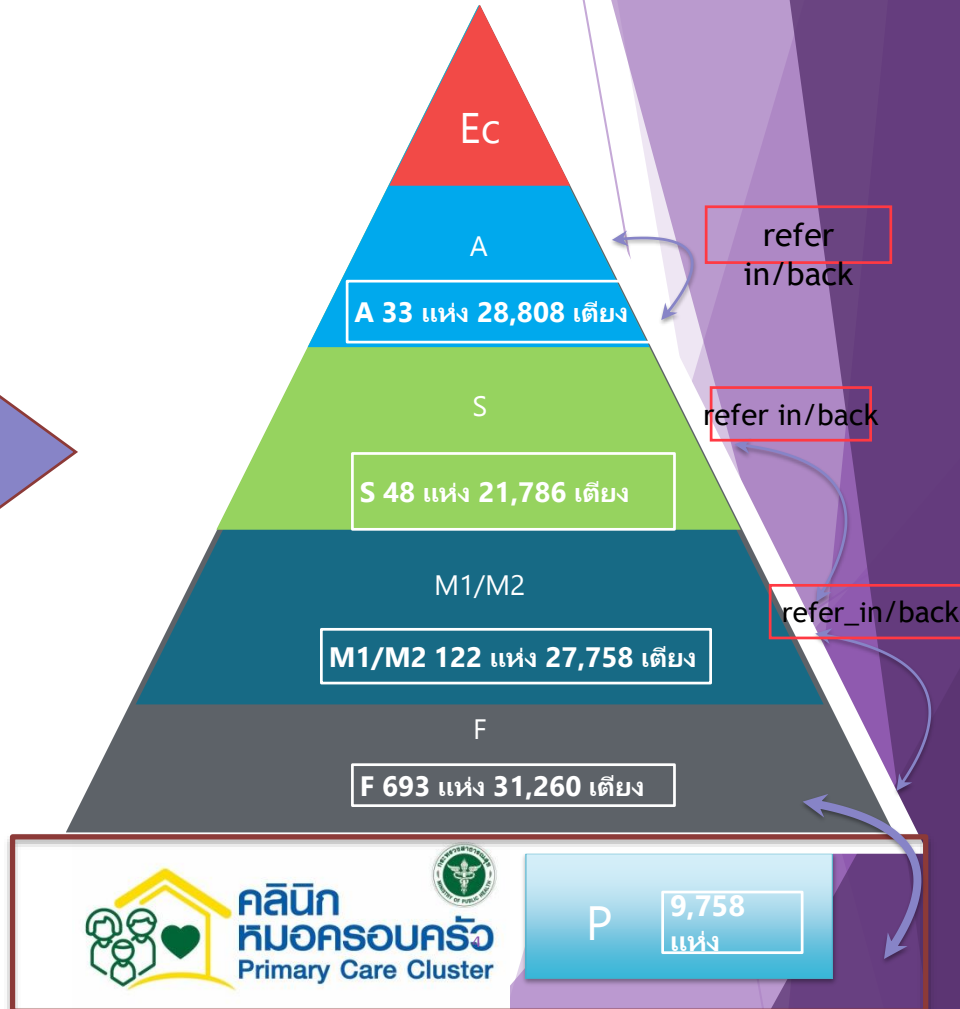 Ec
A
refer
in/back
A 33 แห่ง 28,808 เตียง
S
refer in/back
S 48 แห่ง 21,786 เตียง
M1/M2
refer_in/back
M1/M2 122 แห่ง 27,758 เตียง
F
F 693 แห่ง 31,260 เตียง
คลินิก
หมอครอบครัว
Primary Care Cluster
4
P
9,758
แห่ง